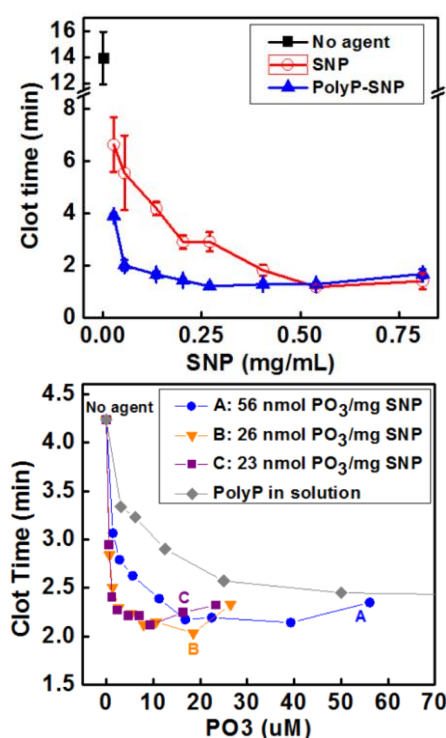 16
14
12
8
6
4
2
0
Clot time (min)
No agent
SNP
PolyP-SNP
0.00 0.27 0.54 0.81
SNP (mg/mL)
4.5
4.0
3.5
3.0
2.5
2.0
1.5
Clot Time (min)
No agent
A: 56 nmol PO3/mg SNP
B: 26 nmol PO3/mg SNP
C: 23 nmol PO3/mg SNP
PolyP in solution
C
B
A
0 10 20 30 40 50 60 70
PO3 (uM)